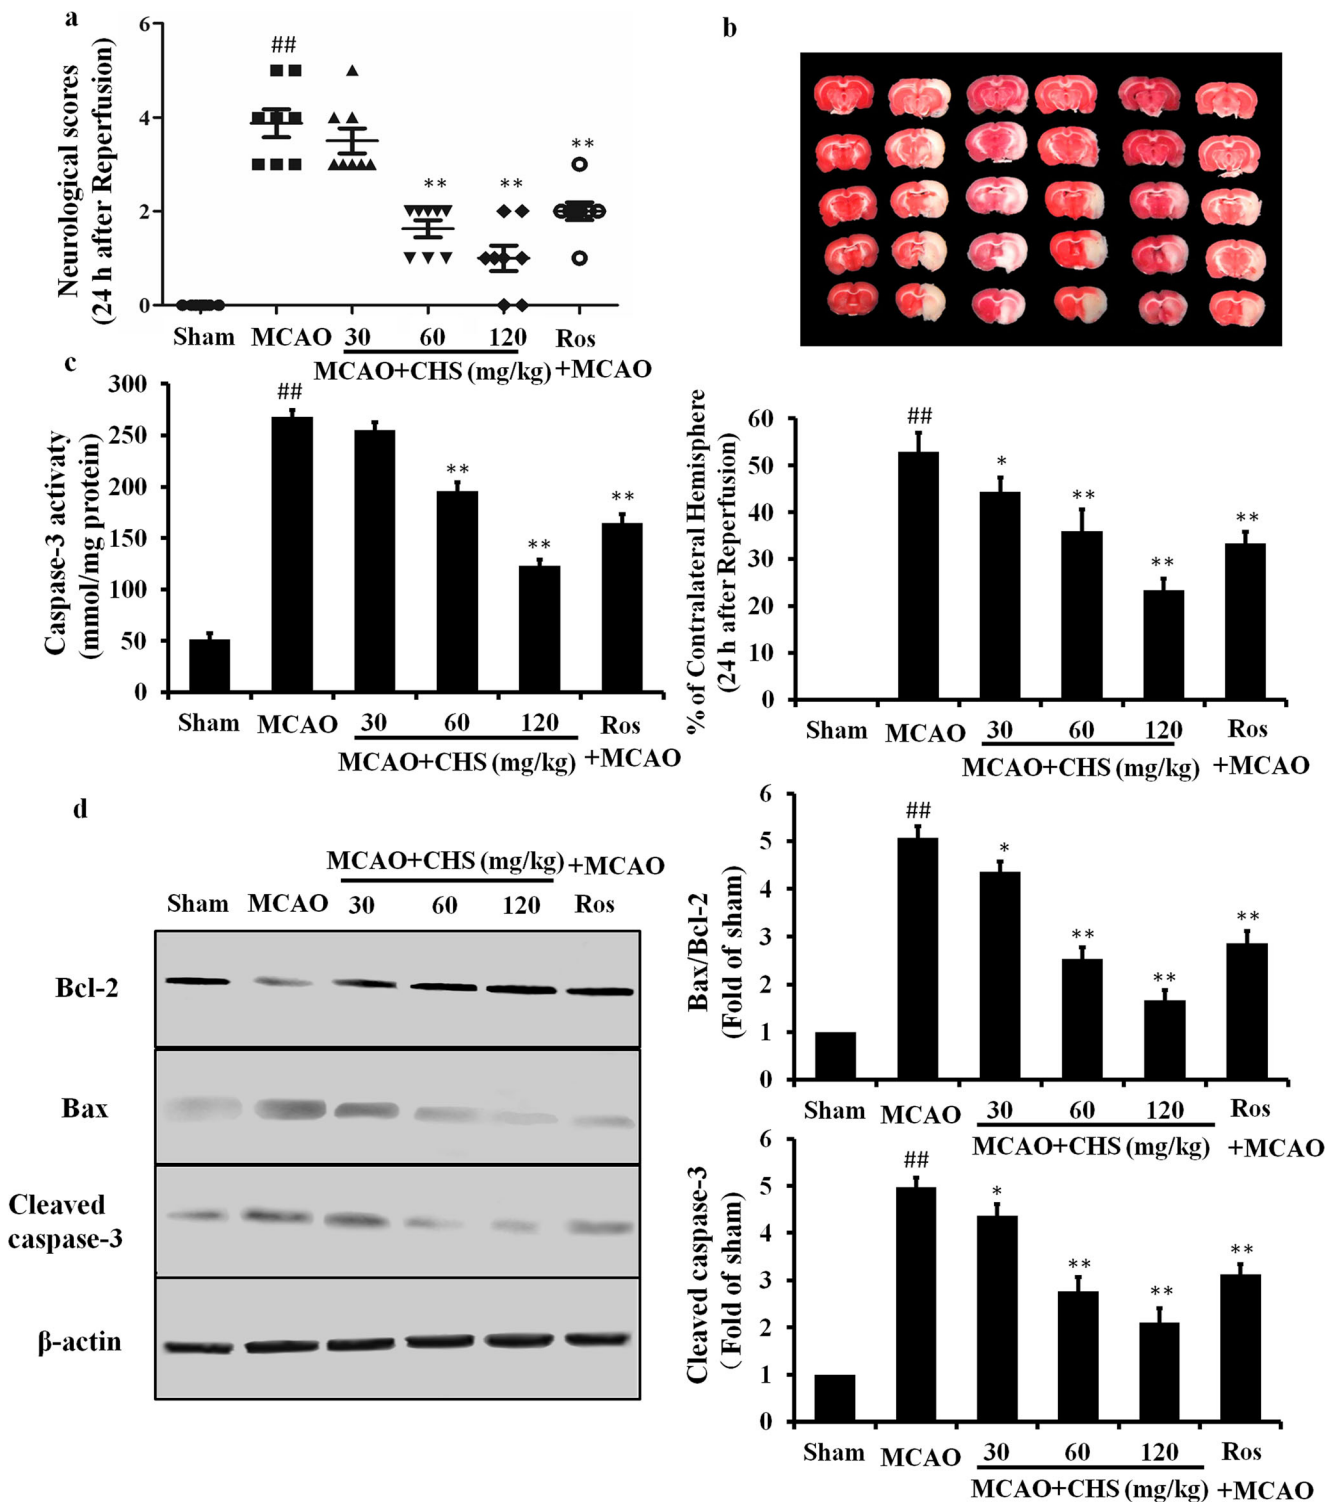 a
Neurological scores
(24 h after Reperfusion)
6
4
2
0
##
**
**
**
Sham MCAO 30 60 120 Ros
MCAO+CHS (mg/kg) +MCAO
b
c
Caspase-3 activaty
(mmol/mg protein)
300
250
200
150
100
50
0
##
**
**
**
Sham MCAO 30 60 120 Ros
MCAO+CHS (mg/kg) +MCAO
% of Contralateral Hemisphere
(24 h after Reperfusion)
60
50
40
30
20
10
0
##
*
**
**
**
Sham MCAO 30 60 120 Ros
MCAO+CHS (mg/kg) +MCAO
d
MCAO+CHS (mg/kg) +MCAO
Sham MCAO 30 60 120 Ros
Bcl-2
Bax
Cleaved
caspase-3
β-actin
Bax/Bcl-2
(Fold of sham)
6
5
4
3
2
1
0
##
*
**
**
**
Sham MCAO 30 60 120 Ros
MCAO+CHS (mg/kg) +MCAO
Cleaved caspase-3
(Fold of sham)
6
5
4
3
2
1
0
##
*
**
**
**
Sham MCAO 30 60 120 Ros
MCAO+CHS (mg/kg) +MCAO